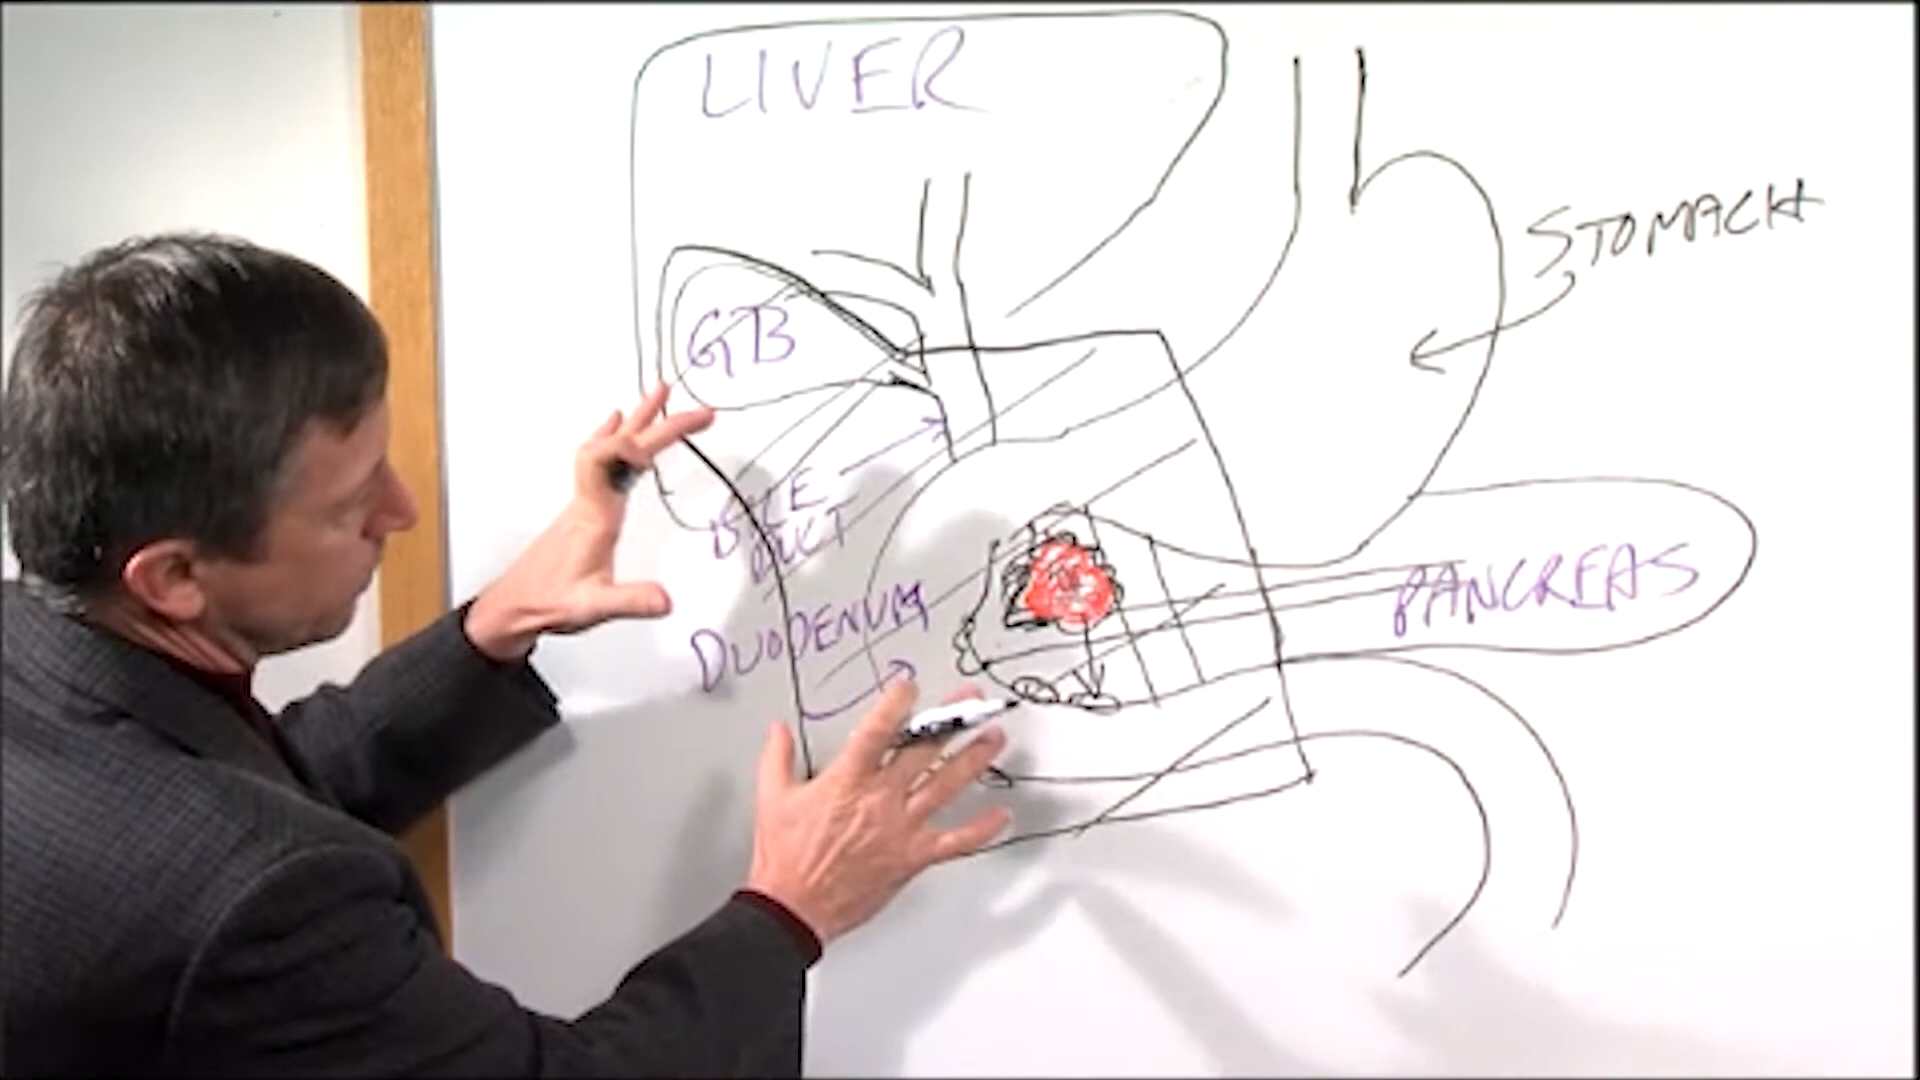 LIVER
STOMACH
GB
BILE
DUCT
DUODENUM
PANCREAS